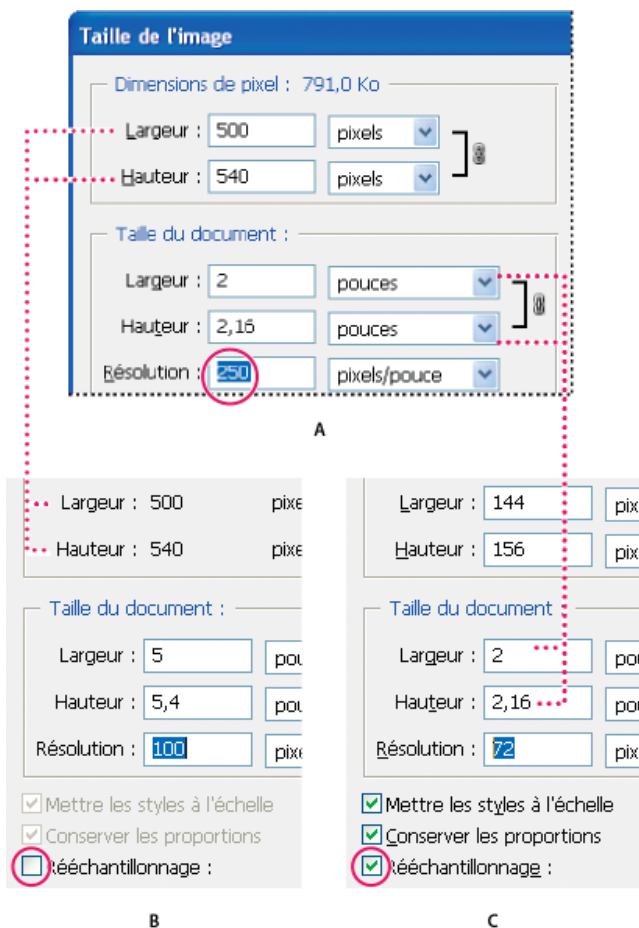 Taille de l'image
Dimensions de pixel : 791,0 Ko
Largeur : 500 pixels
Hauteur : 540 pixels
Taille du document :
Largeur : 2 pouces
Hauteur : 2,16 pouces
Résolution : 250 pixels/pouce
A
Largeur : 500 pixe
Hauteur : 540 pixe
Taille du document :
Largeur : 5 pou
Hauteur : 5,4 pou
Résolution : 100 pixe
Mettre les styles à l'échelle
Conserver les proportions
Rééchantillonnage :
B
Largeur : 144 pix
Hauteur : 156 pix
Taille du document :
Largeur : 2 po
Hauteur : 2,16 po
Résolution : 72 pix
Mettre les styles à l'échelle
Conserver les proportions
Rééchantillonnage :
C